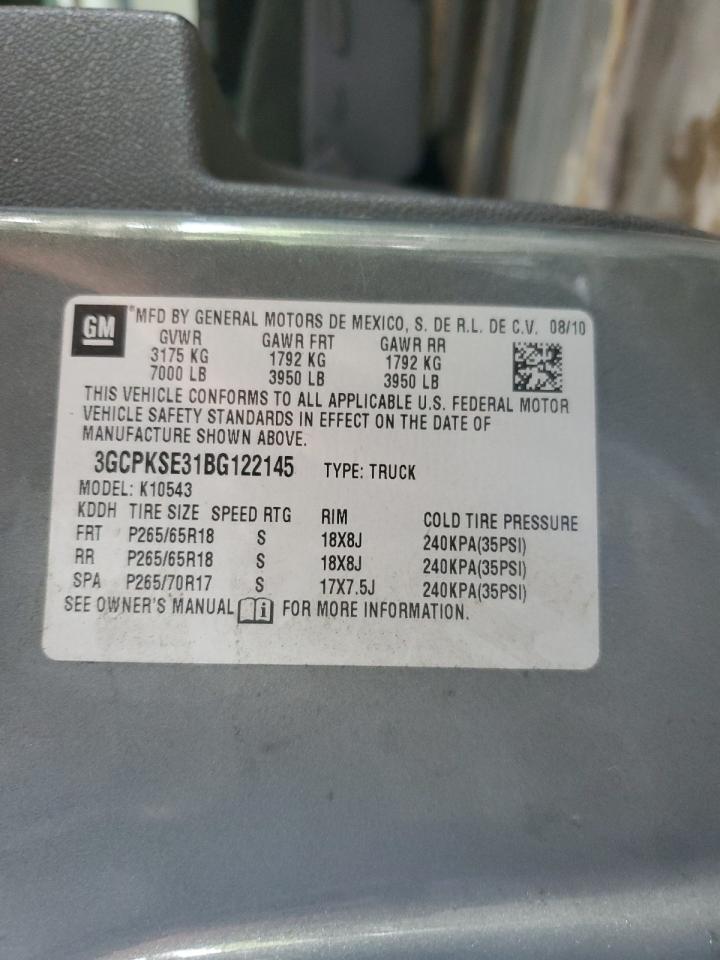 GM
MFD BY GENERAL MOTORS DE MEXICO, S. DE R.L. DE C.V. 08/10
GVWR GAWR FRT GAWR RR
3175 KG 1792 KG 1792 KG
7000 LB 3950 LB 3950 LB
THIS VEHICLE CONFORMS TO ALL APPLICABLE U.S. FEDERAL MOTOR
VEHICLE SAFETY STANDARDS IN EFFECT ON THE DATE OF
MANUFACTURE SHOWN ABOVE.
3GCPKSE31BG122145 TYPE: TRUCK
MODEL: K10543
KDDH TIRE SIZE SPEED RTG RIM COLD TIRE PRESSURE
FRT P265/65R18 S 18X8J 240KPA(35PSI)
RR P265/65R18 S 18X8J 240KPA(35PSI)
SPA P265/70R17 S 17X7.5J 240KPA(35PSI)
SEE OWNER'S MANUAL i FOR MORE INFORMATION.